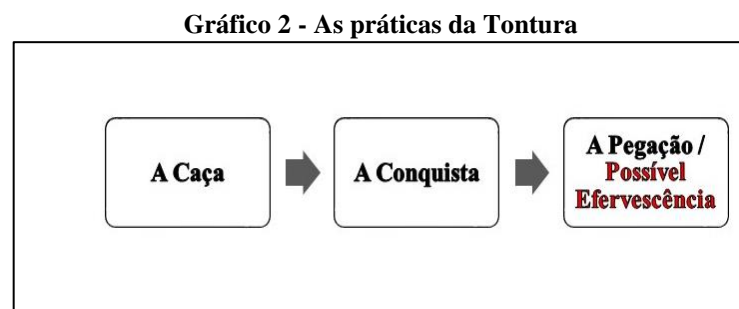 Gráfico 2 - As práticas da Tontura
A Caça
A Conquista
A Pegação /
Possível
Efervescência